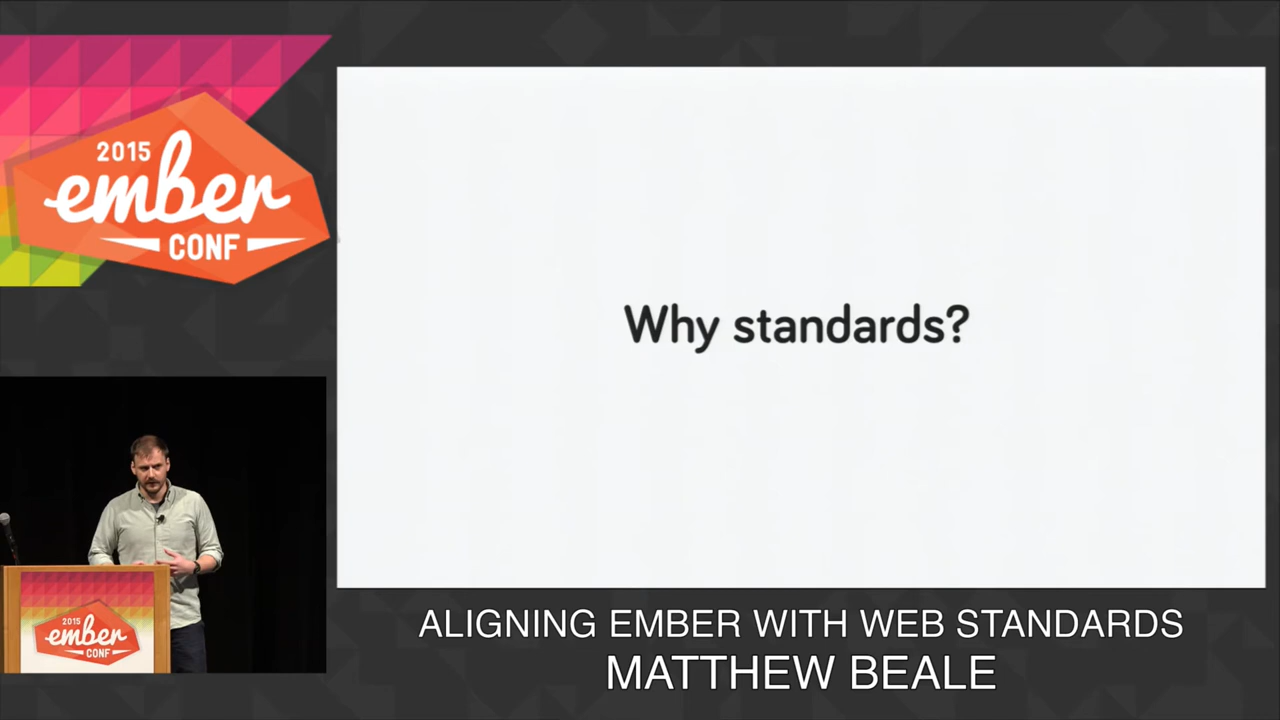 2015
ember
CONF
Why standards?
2015
ember
CONF
ALIGNING EMBER WITH WEB STANDARDS
MATTHEW BEALE